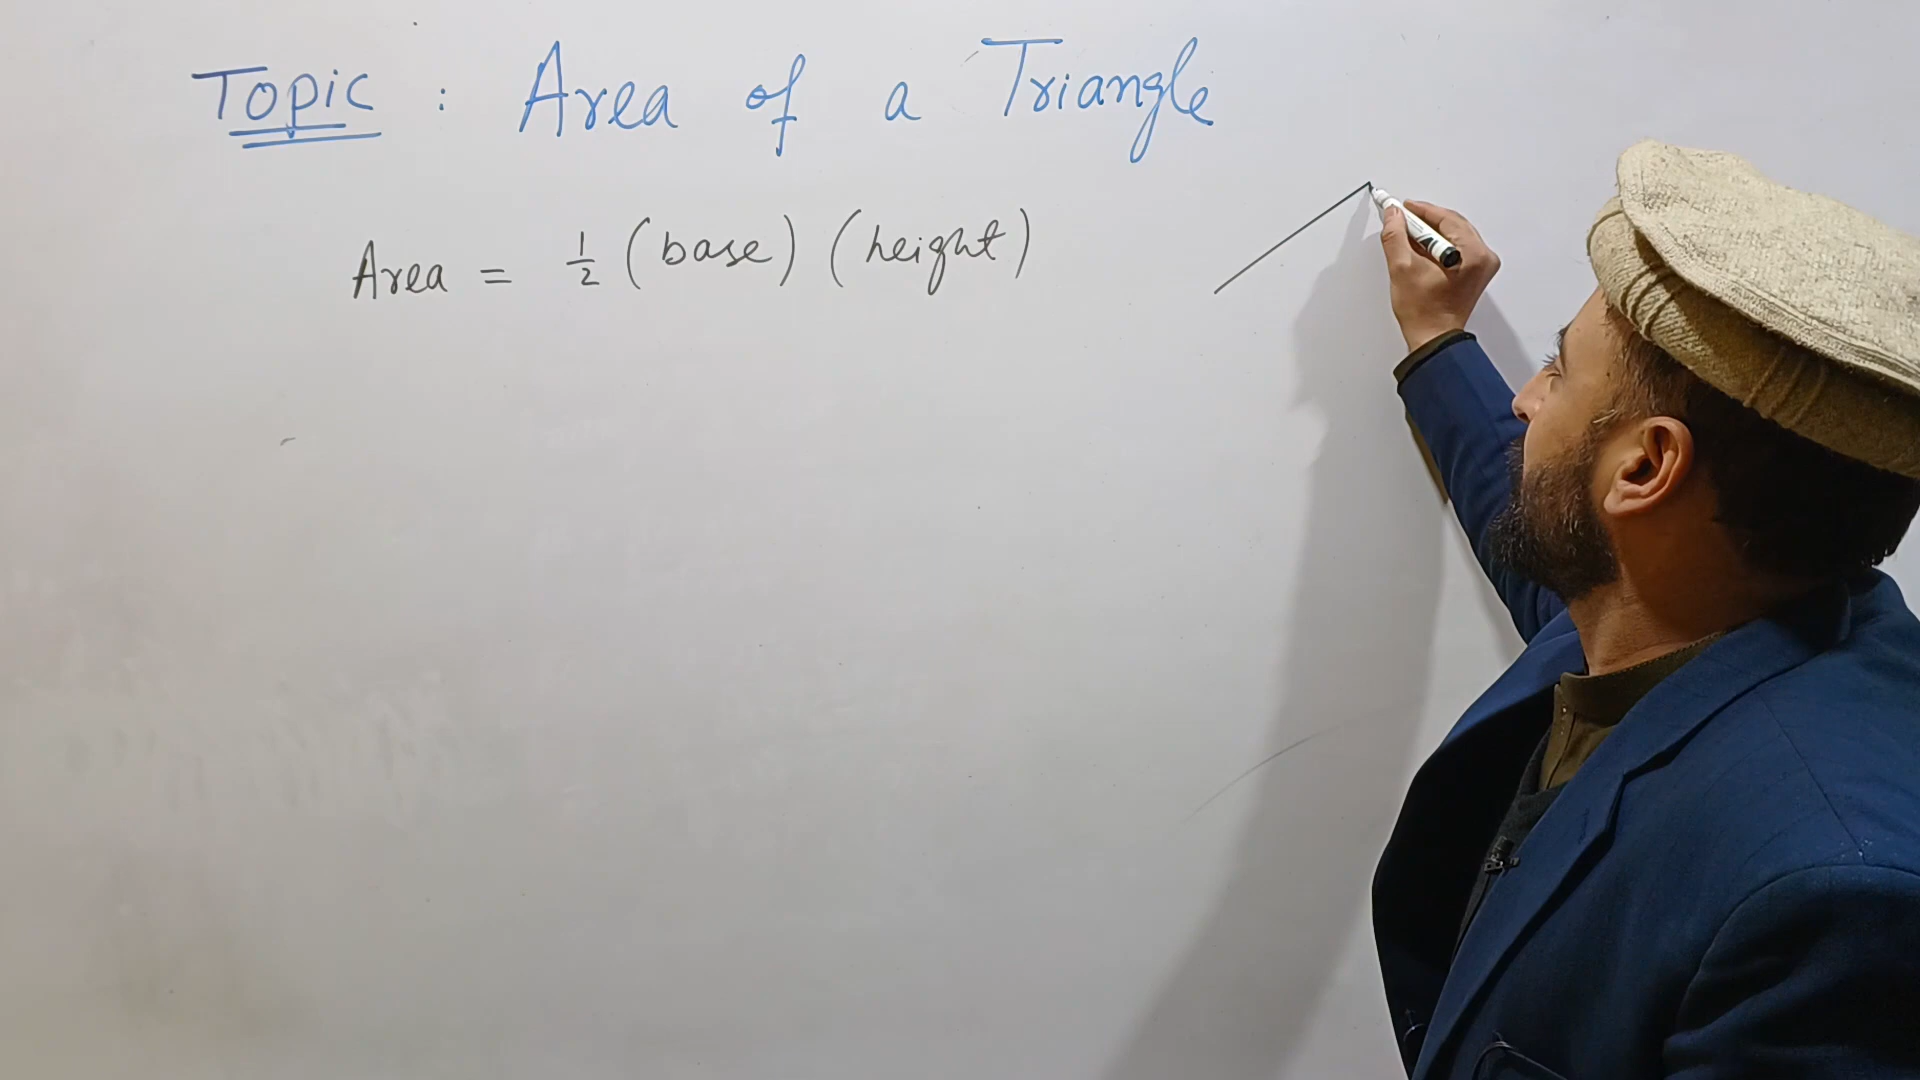 Topic : Area of a Triangle
Area = 1/2 (base) (height)